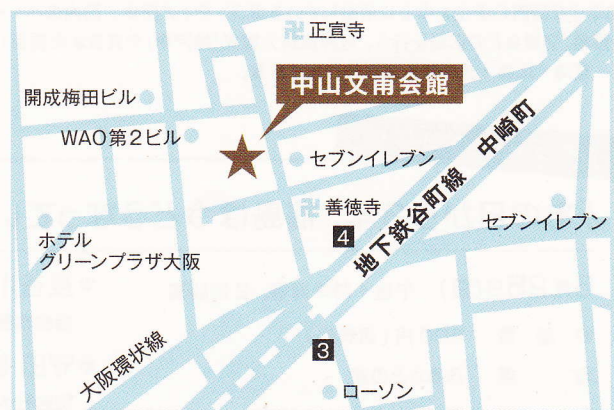 正宣寺
中山文甫会館
開成梅田ビル
WAO第2ビル
セブンイレブン
地下鉄谷町線 中崎町
善徳寺
4
セブンイレブン
ホテル
グリーンプラザ大阪
大阪環状線
3
ローソン